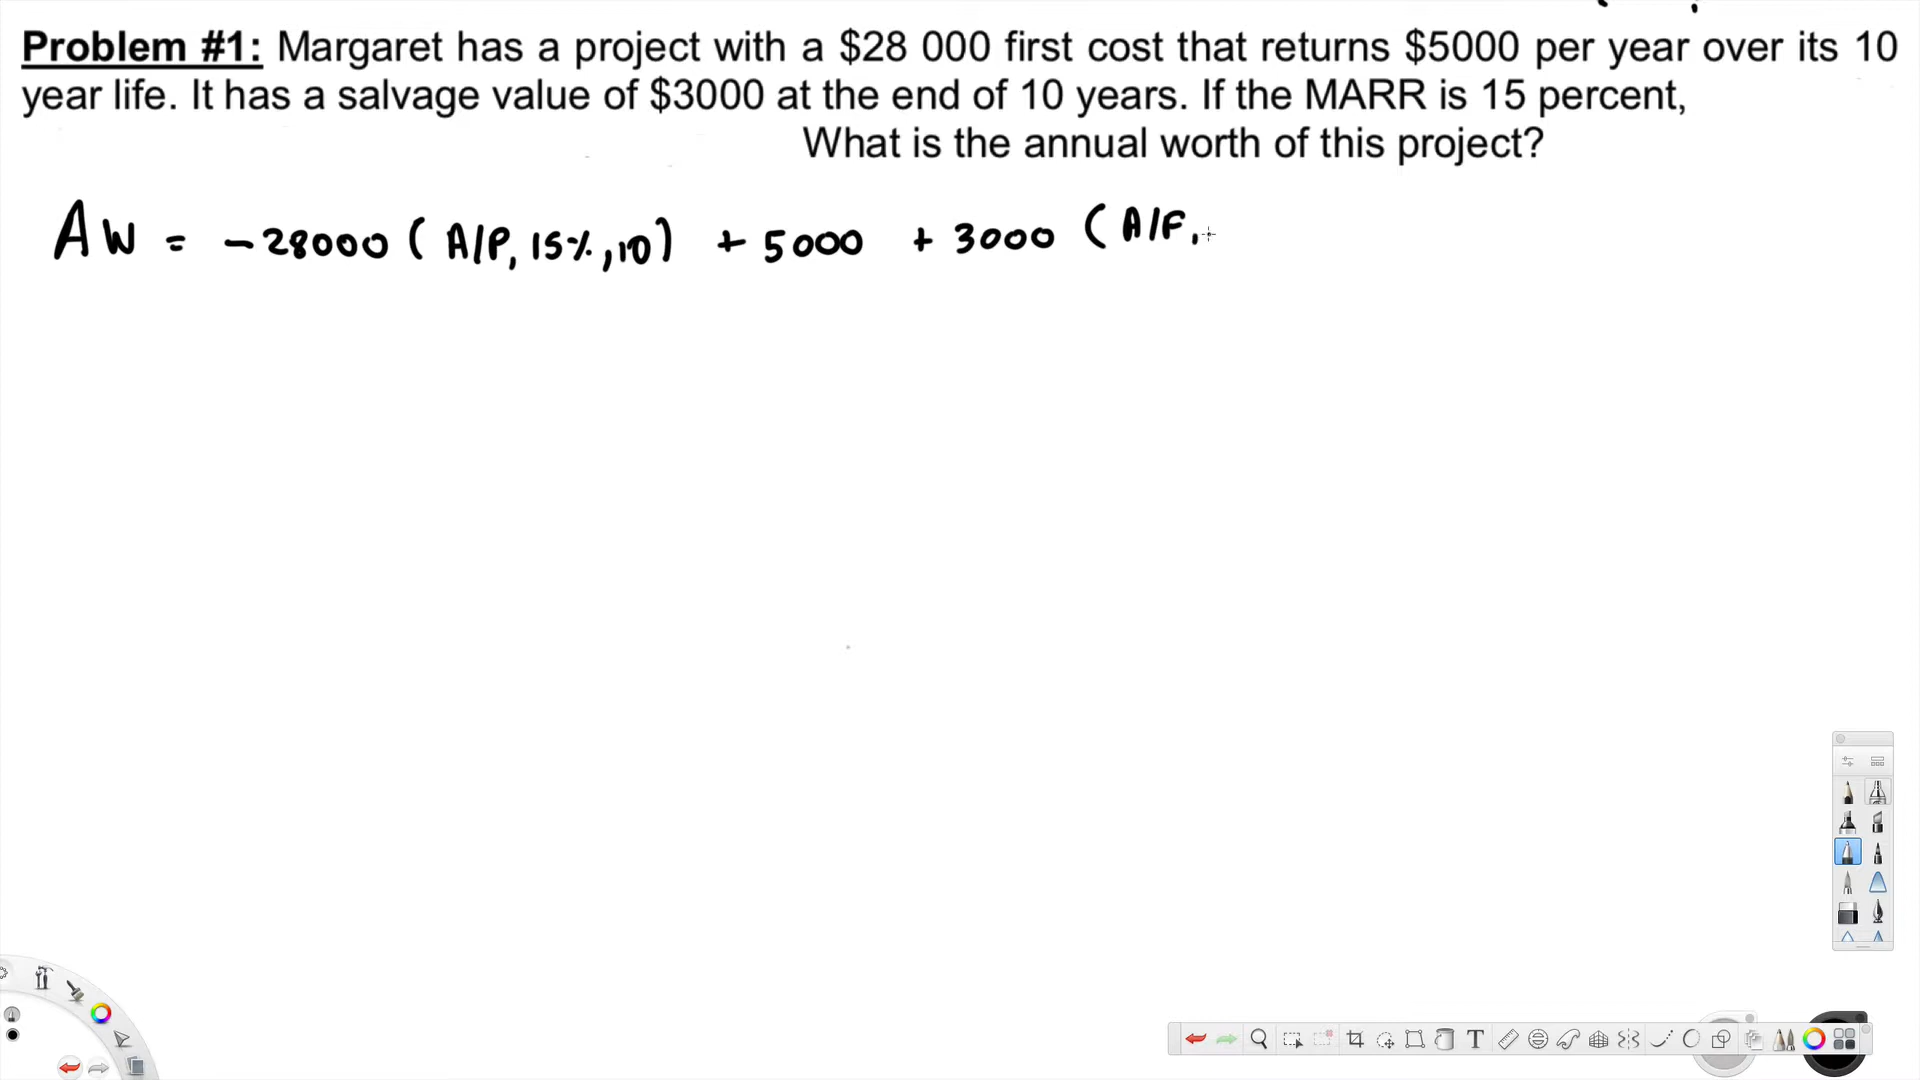 Problem #1: Margaret has a project with a $28 000 first cost that returns $5000 per year over its 10
year life. It has a salvage value of $3000 at the end of 10 years. If the MARR is 15 percent,
What is the annual worth of this project?
AW = -28000 ( A/P, 15%, 10) + 5000 + 3000 ( A/F,
T